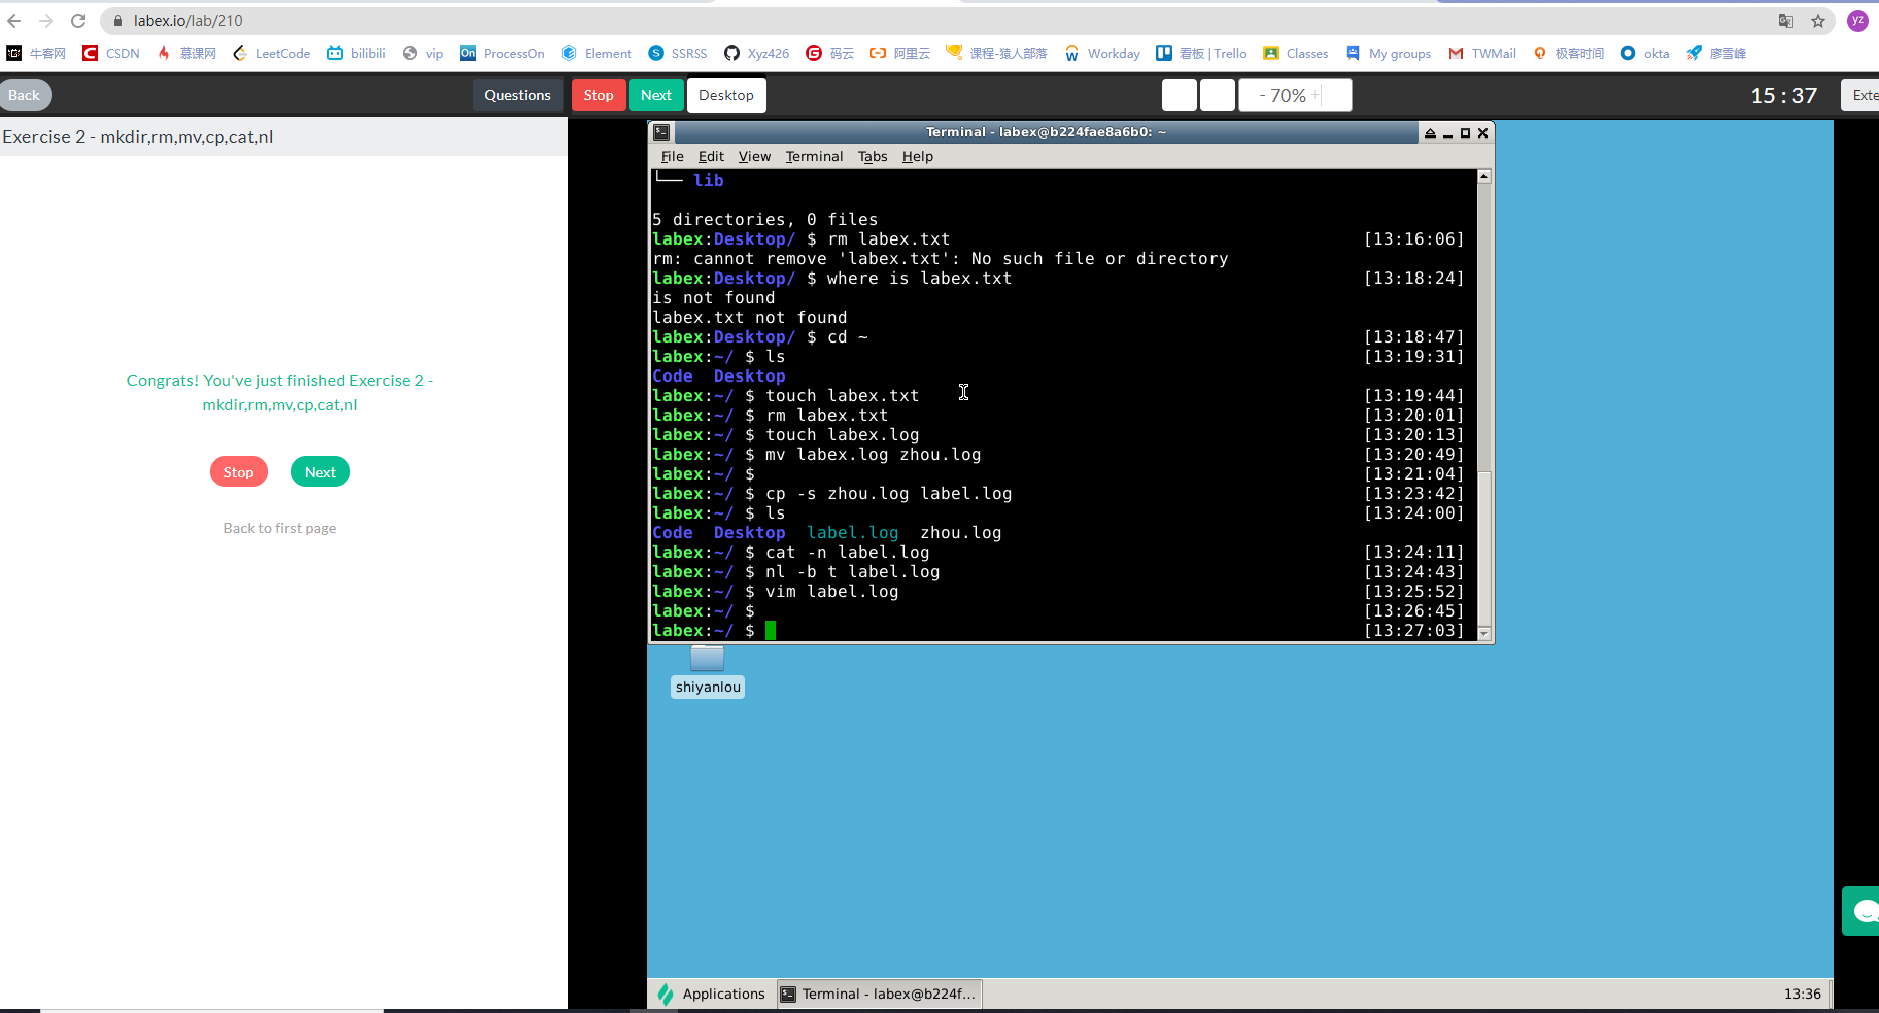 labex.io/lab/210
yz
牛客网 CSDN 慕课网 LeetCode bilibili vip On ProcessOn Element S SSRSS Xyz426 码云 阿里云 课程-猿人部落 Workday 看板 | Trello Classes My groups TWMail 极客时间 okta 廖雪峰
Back Questions Stop Next Desktop - 70% + 15 : 37 Exte
Exercise 2 - mkdir,rm,mv,cp,cat,nl
Congrats! You've just finished Exercise 2 -
mkdir,rm,mv,cp,cat,nl
Stop Next
Back to first page
Terminal - labex@b224fae8a6b0: ~
File Edit View Terminal Tabs Help
└── lib
5 directories, 0 files
labex:Desktop/ $ rm labex.txt [13:16:06]
rm: cannot remove 'labex.txt': No such file or directory
labex:Desktop/ $ where is labex.txt [13:18:24]
is not found
labex.txt not found
labex:Desktop/ $ cd ~ [13:18:47]
labex:~/ $ ls [13:19:31]
Code Desktop
labex:~/ $ touch labex.txt [13:19:44]
labex:~/ $ rm labex.txt [13:20:01]
labex:~/ $ touch labex.log [13:20:13]
labex:~/ $ mv labex.log zhou.log [13:20:49]
labex:~/ $ [13:21:04]
labex:~/ $ cp -s zhou.log label.log [13:23:42]
labex:~/ $ ls [13:24:00]
Code Desktop label.log zhou.log
labex:~/ $ cat -n label.log [13:24:11]
labex:~/ $ nl -b t label.log [13:24:43]
labex:~/ $ vim label.log [13:25:52]
labex:~/ $ [13:26:45]
labex:~/ $ [13:27:03]
shiyanlou
Applications Terminal - labex@b224f... 13:36